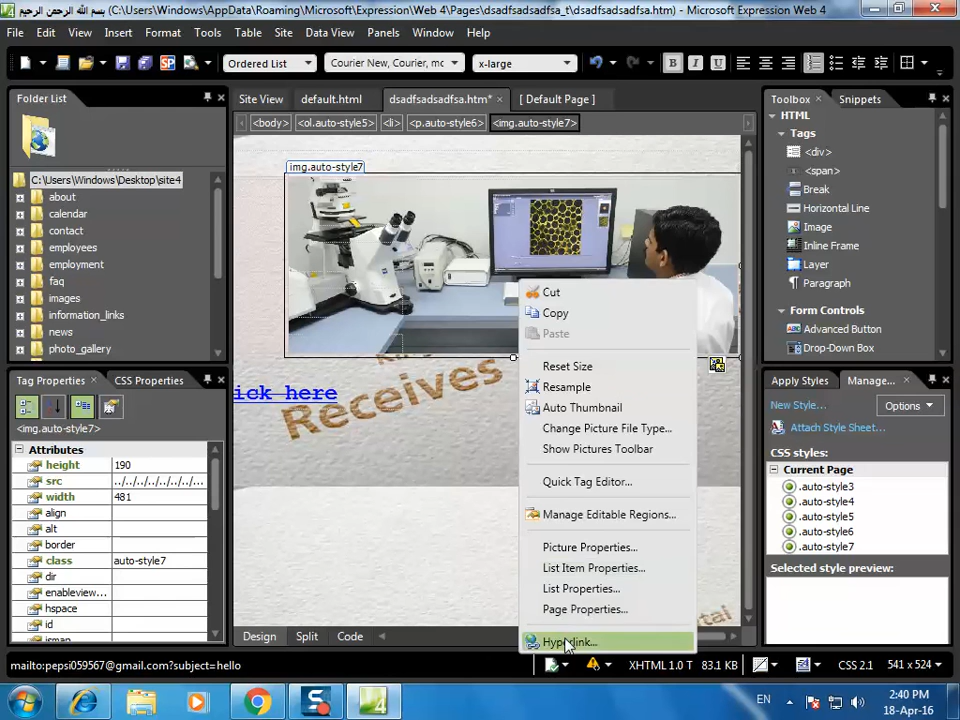 بسم الله الرحمن الرحيم (C:\Users\Windows\AppData\Roaming\Microsoft\Expression\Web 4\Pages\dsadfsadsadfsa_t\dsadfsadsadfsa.htm) - Microsoft Expression Web 4
File Edit View Insert Format Tools Table Site Data View Panels Window Help
Ordered List Courier New, Courier, mc x-large B I U
Folder List
Site View default.html dsadfsadsadfsa.htm* × [ Default Page ]
Toolbox × Snippets
<body> <ol.auto-style5> <li> <p.auto-style6> <img.auto-style7>
C:\Users\Windows\Desktop\site4
about
calendar
contact
employees
employment
faq
images
information_links
news
photo_gallery
img.auto-style7
Receives
ick here
Cut
Copy
Paste
Reset Size
Resample
Auto Thumbnail
Change Picture File Type...
Show Pictures Toolbar
Quick Tag Editor...
Manage Editable Regions...
Picture Properties...
List Item Properties...
List Properties...
Page Properties...
Hyperlink...
HTML
Tags
<div>
<span>
Break
Horizontal Line
Image
Inline Frame
Layer
Paragraph
Form Controls
Advanced Button
Drop-Down Box
Tag Properties × CSS Properties
<img.auto-style7>
Attributes
height 190
src ../../../../../...
width 481
align
alt
border
class auto-style7
dir
enableview...
hspace
id
isman
Apply Styles Manage... ×
New Style... Options
Attach Style Sheet...
CSS styles:
Current Page
.auto-style3
.auto-style4
.auto-style5
.auto-style6
.auto-style7
Selected style preview:
Design Split Code
mailto:pepsi059567@gmail.com?subject=hello
XHTML 1.0 T 83.1 KB CSS 2.1 541 x 524
EN
2:40 PM
18-Apr-16